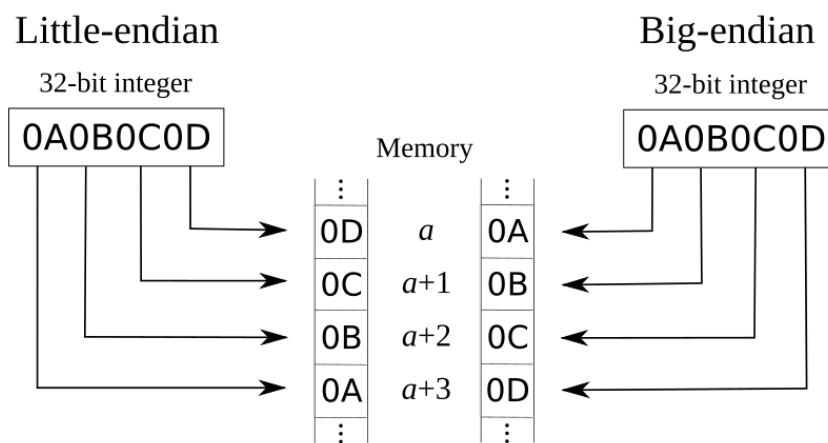 Little-endian
32-bit integer
0A0B0C0D
Big-endian
32-bit integer
0A0B0C0D
Memory
⋮ ⋮
0D a 0A
0C a+1 0B
0B a+2 0C
0A a+3 0D
⋮ ⋮